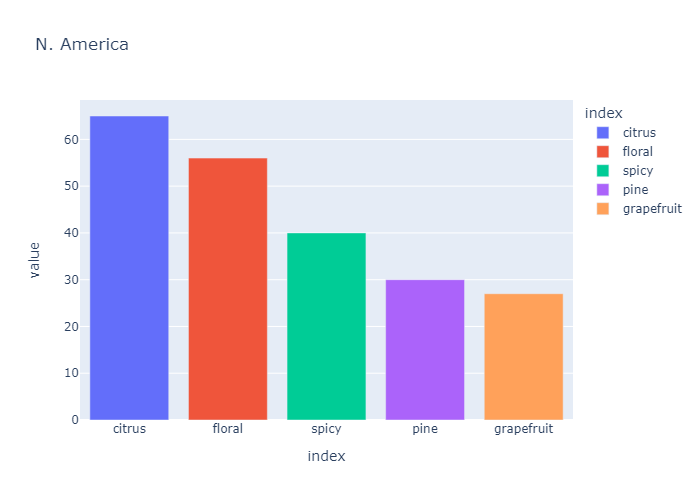 N. America
index
citrus
floral
spicy
pine
grapefruit
60
50
40
30
20
10
0
value
citrus floral spicy pine grapefruit
index